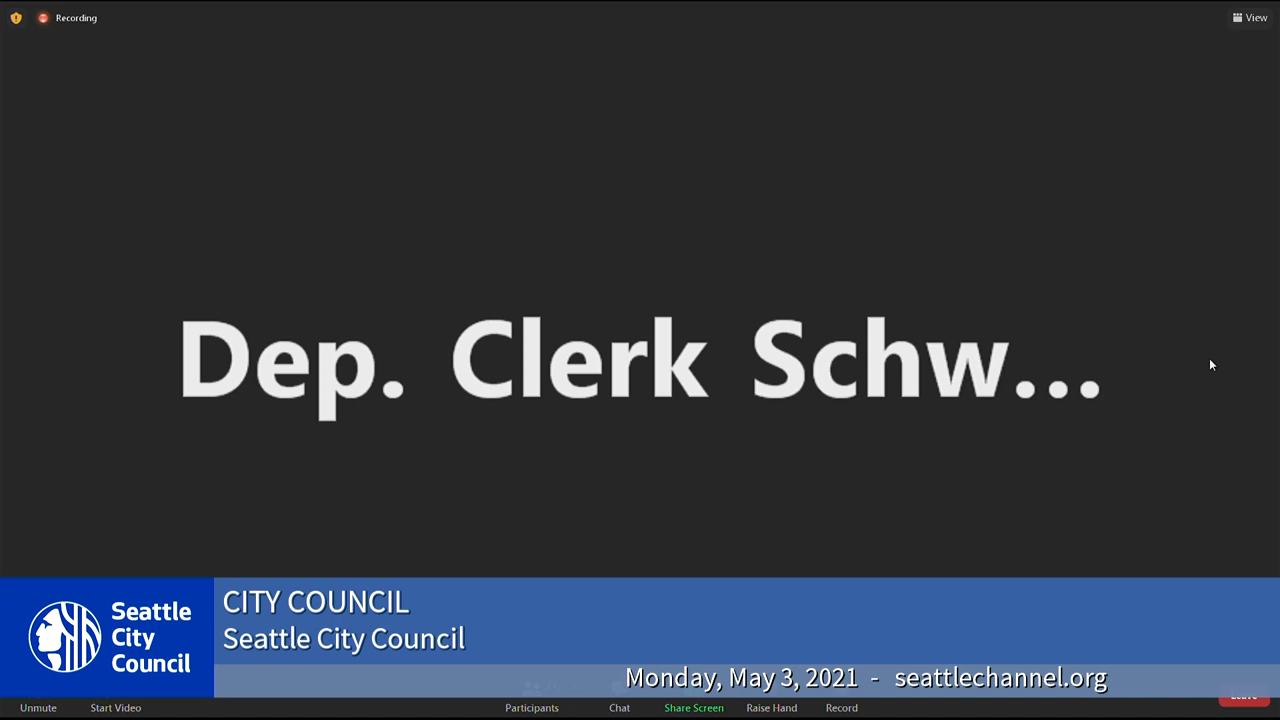 Recording
View
Dep. Clerk Schw...
Seattle
City
Council
CITY COUNCIL
Seattle City Council
Monday, May 3, 2021 - seattlechannel.org
Leave
Unmute
Start Video
Participants
Chat
Share Screen
Raise Hand
Record